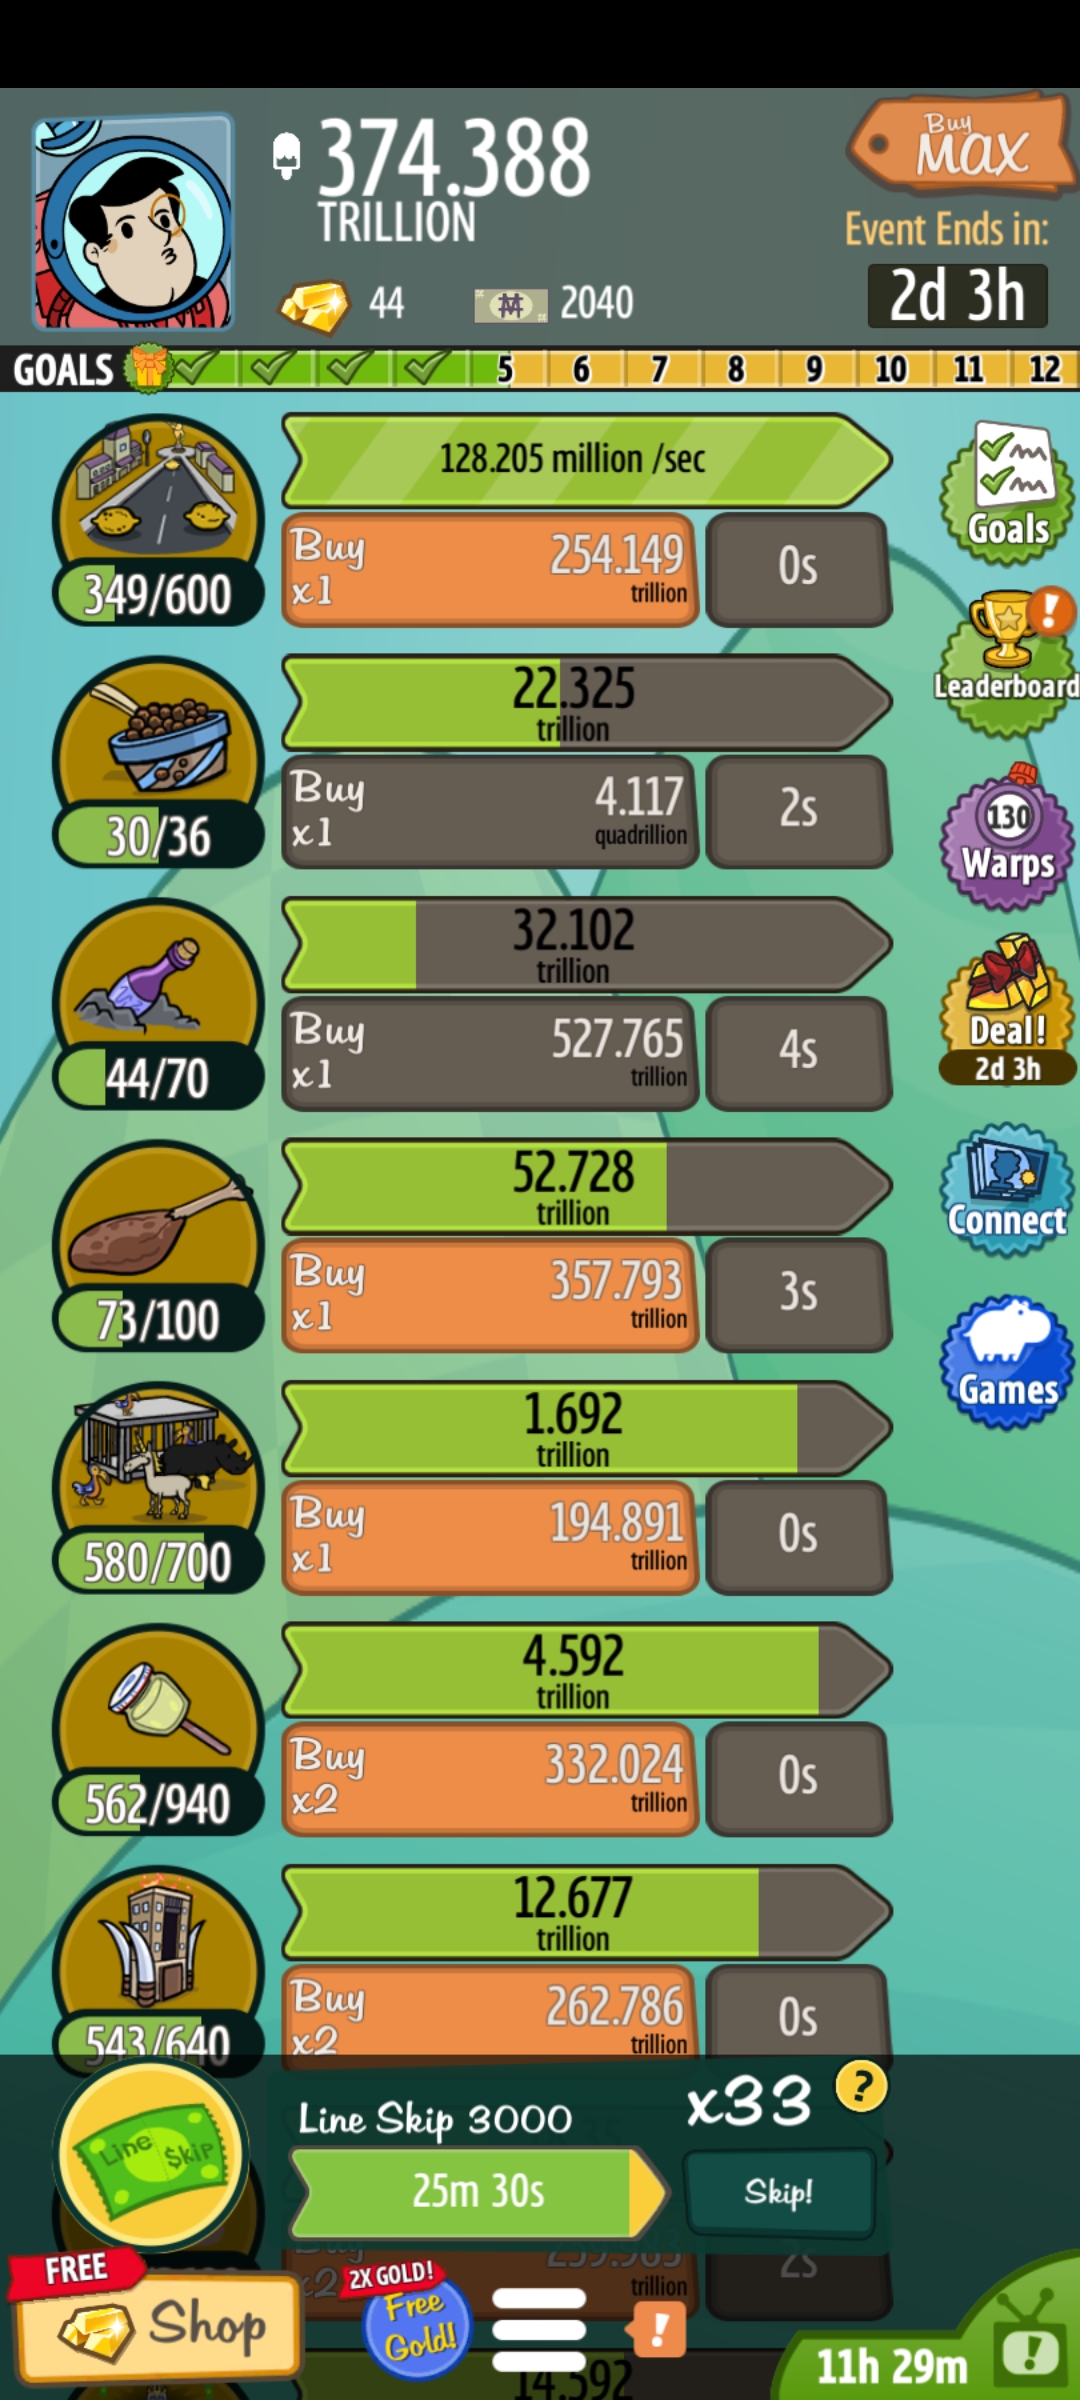 374.388
TRILLION
Buy
MAX
Event Ends in:
44
2040
2d 3h
GOALS
5 6 7 8 9 10 11 12
128.205 million /sec
Buy
x1
254.149
trillion
0s
349/600
Goals
22.325
trillion
Buy
x1
4.117
quadrillion
2s
30/36
Leaderboard
130
Warps
32.102
trillion
Buy
x1
527.765
trillion
4s
44/70
Deal!
2d 3h
52.728
trillion
Buy
x1
357.793
trillion
3s
73/100
Connect
Games
1.692
trillion
Buy
x1
194.891
trillion
0s
580/700
4.592
trillion
Buy
x2
332.024
trillion
0s
562/940
12.677
trillion
Buy
x2
262.786
trillion
0s
543/640
Line Skip
Line Skip 3000
x33
?
25m 30s
Skip!
Buy
x2
trillion
2s
FREE
Shop
2X GOLD!
Free
Gold!
!
14.592
11h 29m
!